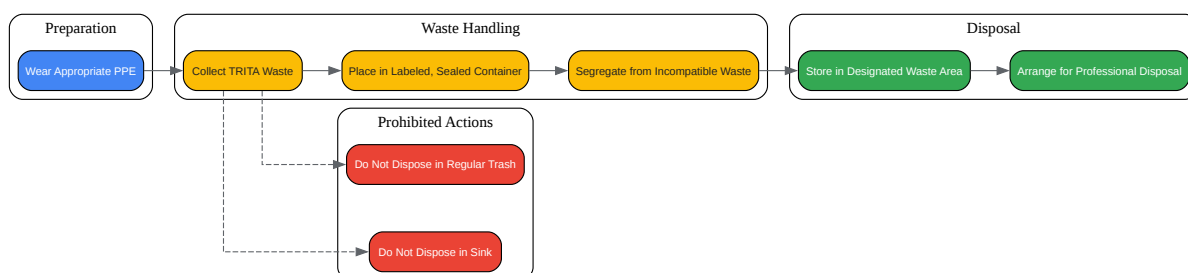 Preparation
Waste Handling
Disposal
Wear Appropriate PPE
Collect TRITA Waste
Place in Labeled, Sealed Container
Segregate from Incompatible Waste
Store in Designated Waste Area
Arrange for Professional Disposal
Prohibited Actions
Do Not Dispose in Regular Trash
Do Not Dispose in Sink